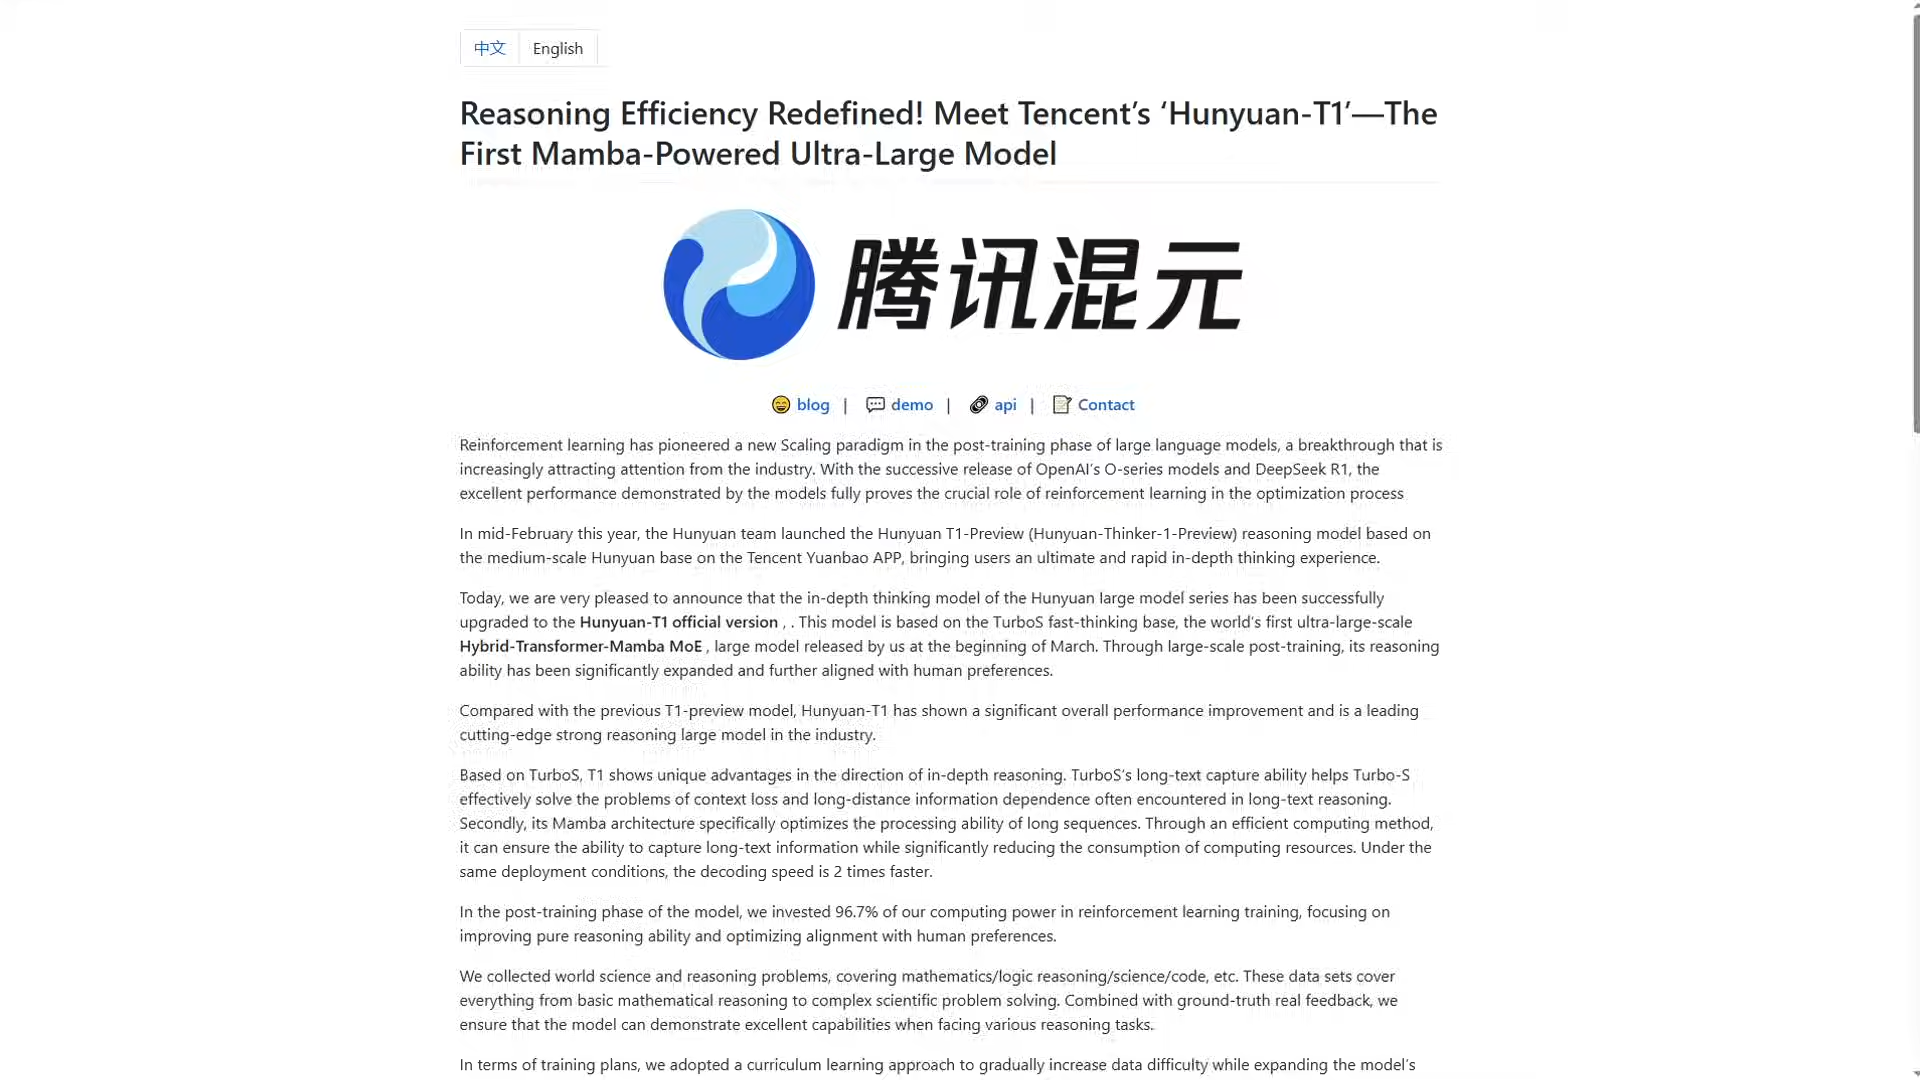 中文 English
Reasoning Efficiency Redefined! Meet Tencent’s ‘Hunyuan-T1’—The
First Mamba-Powered Ultra-Large Model
腾讯混元
blog | demo | api | Contact
Reinforcement learning has pioneered a new Scaling paradigm in the post-training phase of large language models, a breakthrough that is
increasingly attracting attention from the industry. With the successive release of OpenAI’s O-series models and DeepSeek R1, the
excellent performance demonstrated by the models fully proves the crucial role of reinforcement learning in the optimization process
In mid-February this year, the Hunyuan team launched the Hunyuan T1-Preview (Hunyuan-Thinker-1-Preview) reasoning model based on
the medium-scale Hunyuan base on the Tencent Yuanbao APP, bringing users an ultimate and rapid in-depth thinking experience.
Today, we are very pleased to announce that the in-depth thinking model of the Hunyuan large model series has been successfully
upgraded to the Hunyuan-T1 official version , . This model is based on the TurboS fast-thinking base, the world’s first ultra-large-scale
Hybrid-Transformer-Mamba MoE , large model released by us at the beginning of March. Through large-scale post-training, its reasoning
ability has been significantly expanded and further aligned with human preferences.
Compared with the previous T1-preview model, Hunyuan-T1 has shown a significant overall performance improvement and is a leading
cutting-edge strong reasoning large model in the industry.
Based on TurboS, T1 shows unique advantages in the direction of in-depth reasoning. TurboS’s long-text capture ability helps Turbo-S
effectively solve the problems of context loss and long-distance information dependence often encountered in long-text reasoning.
Secondly, its Mamba architecture specifically optimizes the processing ability of long sequences. Through an efficient computing method,
it can ensure the ability to capture long-text information while significantly reducing the consumption of computing resources. Under the
same deployment conditions, the decoding speed is 2 times faster.
In the post-training phase of the model, we invested 96.7% of our computing power in reinforcement learning training, focusing on
improving pure reasoning ability and optimizing alignment with human preferences.
We collected world science and reasoning problems, covering mathematics/logic reasoning/science/code, etc. These data sets cover
everything from basic mathematical reasoning to complex scientific problem solving. Combined with ground-truth real feedback, we
ensure that the model can demonstrate excellent capabilities when facing various reasoning tasks.
In terms of training plans, we adopted a curriculum learning approach to gradually increase data difficulty while expanding the model’s